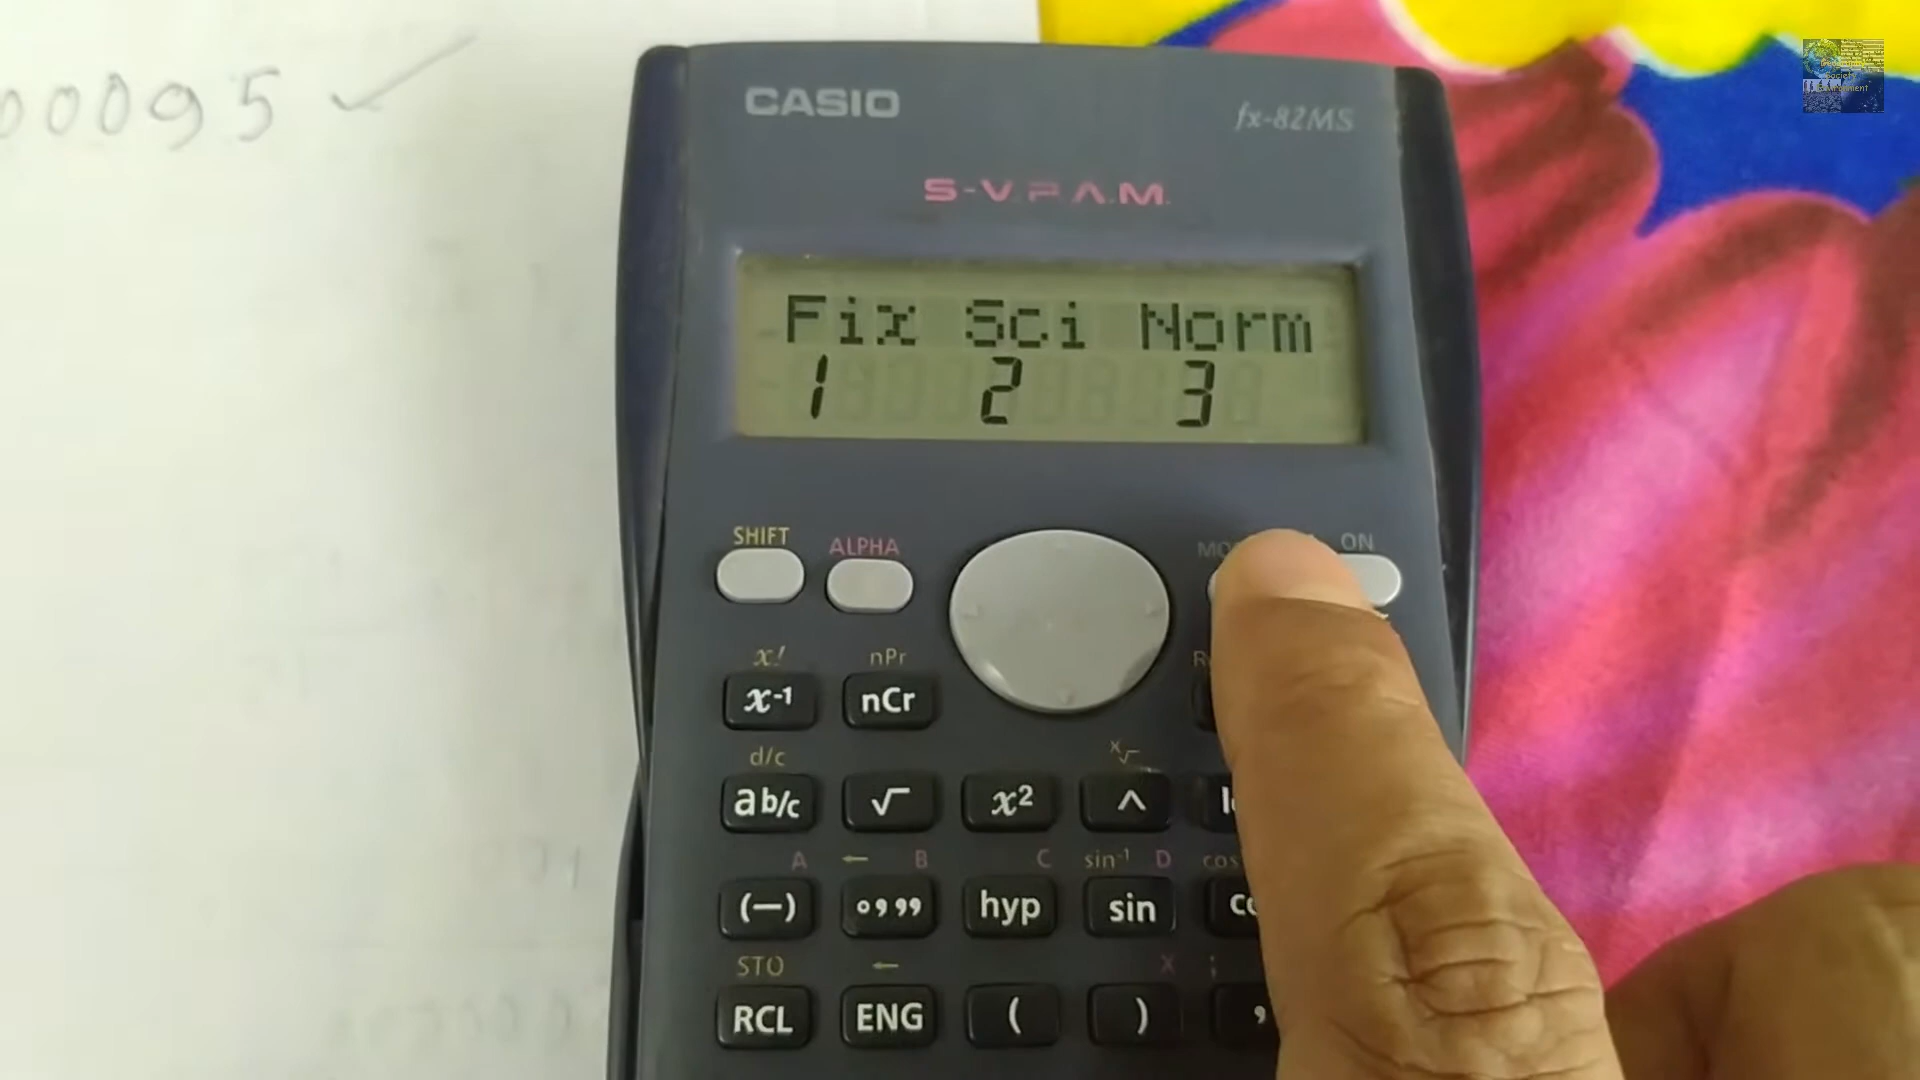 00095
CASIO
fx-82MS
S-V.P.A.M.
Fix Sci Norm
1 2 3
SHIFT
ALPHA
ON
x! nPr
x-1 nCr
d/c x√
ab/c √ x2 ^
A ← B C sin-1 D
(—) o,,, hyp sin
STO ← X ;
RCL ENG ( ) ,